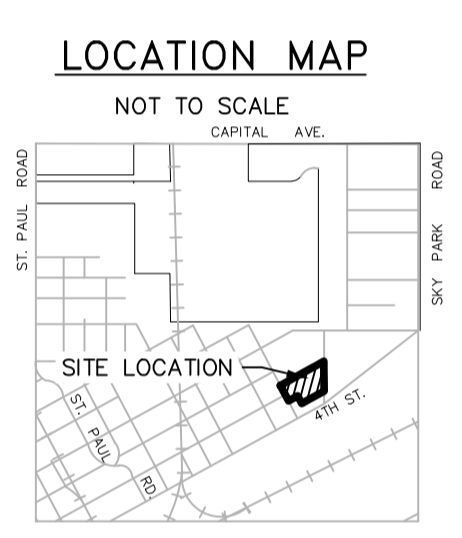 LOCATION MAP
NOT TO SCALE
CAPITAL AVE.
ST. PAUL ROAD
SKY PARK ROAD
SITE LOCATION
4TH ST.
ST. PAUL RD.